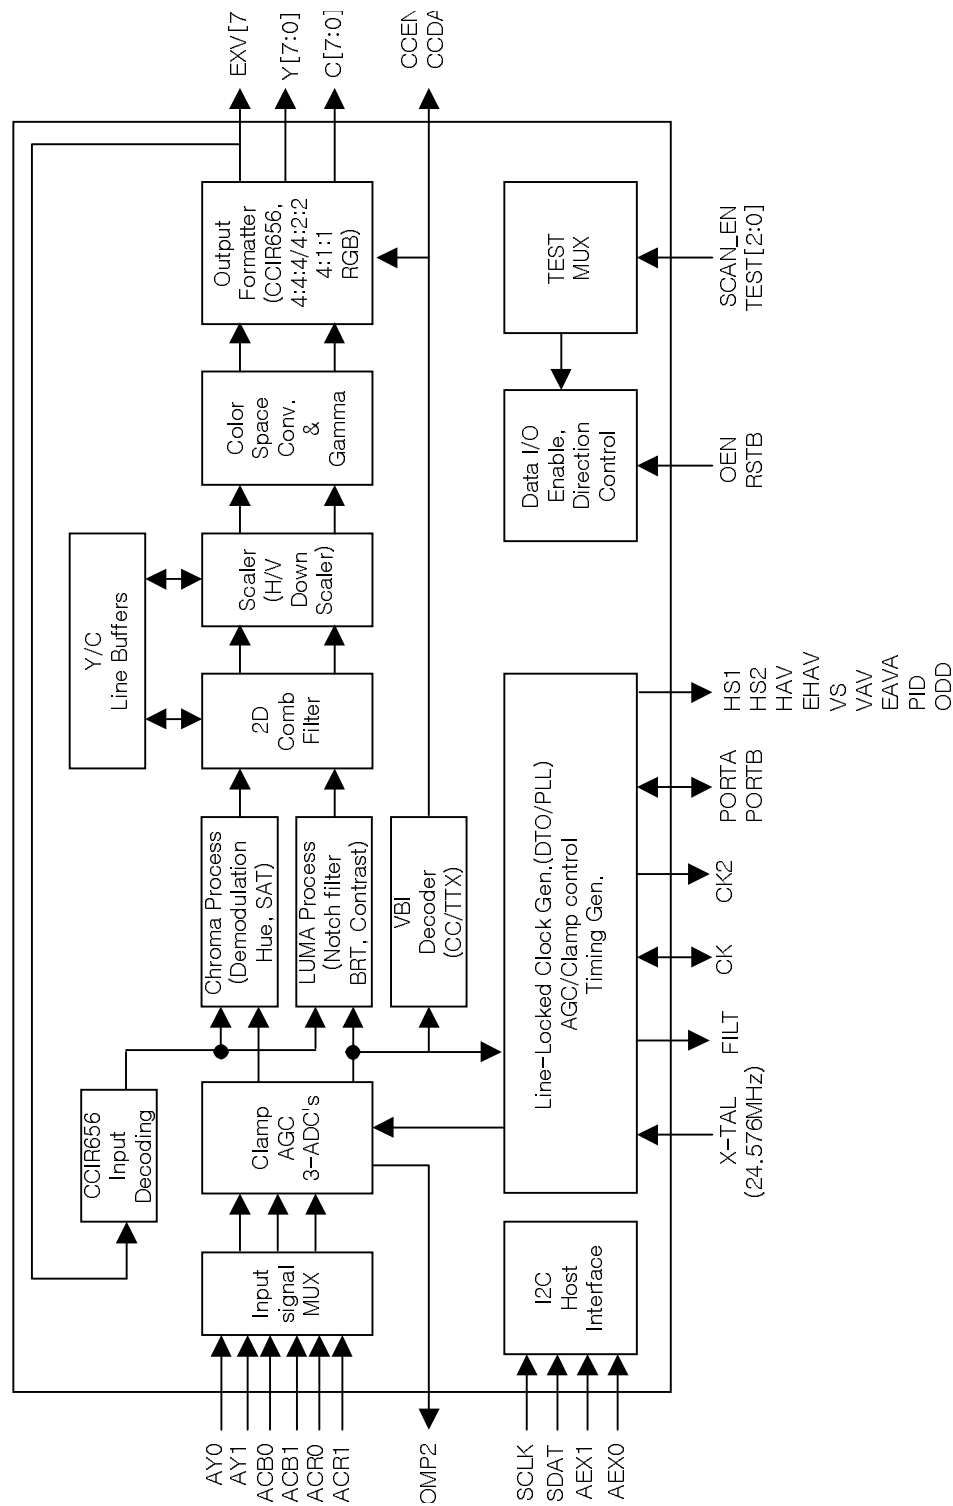 EXV[7
Y[7:0]
C[7:0]
CCEN
CCDA
Output
Formatter
(CCIR656,
4:4:4/4:2:2
4:1:1
RGB)
TEST
MUX
SCAN_EN
TEST[2:0]
Color
Space
Conv.
&
Gamma
Data I/O
Enable,
Direction
Control
OEN
RSTB
Y/C
Line Buffers
Scaler
(H/V
Down
Scaler)
2D
Comb
Filter
Chroma Process
(Demodulation
Hue, SAT)
LUMA Process
(Notch filter
BRT, Contrast)
VBI
Decoder
(CC/TTX)
Line-Locked Clock Gen.(DTO/PLL)
AGC/Clamp control
Timing Gen.
HS1
HS2
HAV
EHAV
VS
VAV
EAVA
PID
ODD
PORTA
PORTB
CK2
CK
FILT
X-TAL
(24.576MHz)
CCIR656
Input
Decoding
Clamp
AGC
3-ADC's
Input
signal
MUX
I2C
Host
Interface
AY0
AY1
ACB0
ACB1
ACR0
ACR1
OMP2
SCLK
SDAT
AEX1
AEX0